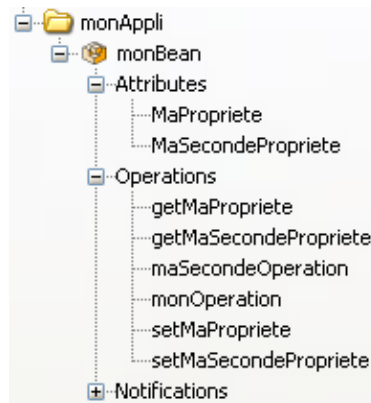 monAppli
monBean
Attributes
MaPropriete
MaSecondePropriete
Operations
getMaPropriete
getMaSecondePropriete
maSecondeOperation
monOperation
setMaPropriete
setMaSecondePropriete
Notifications